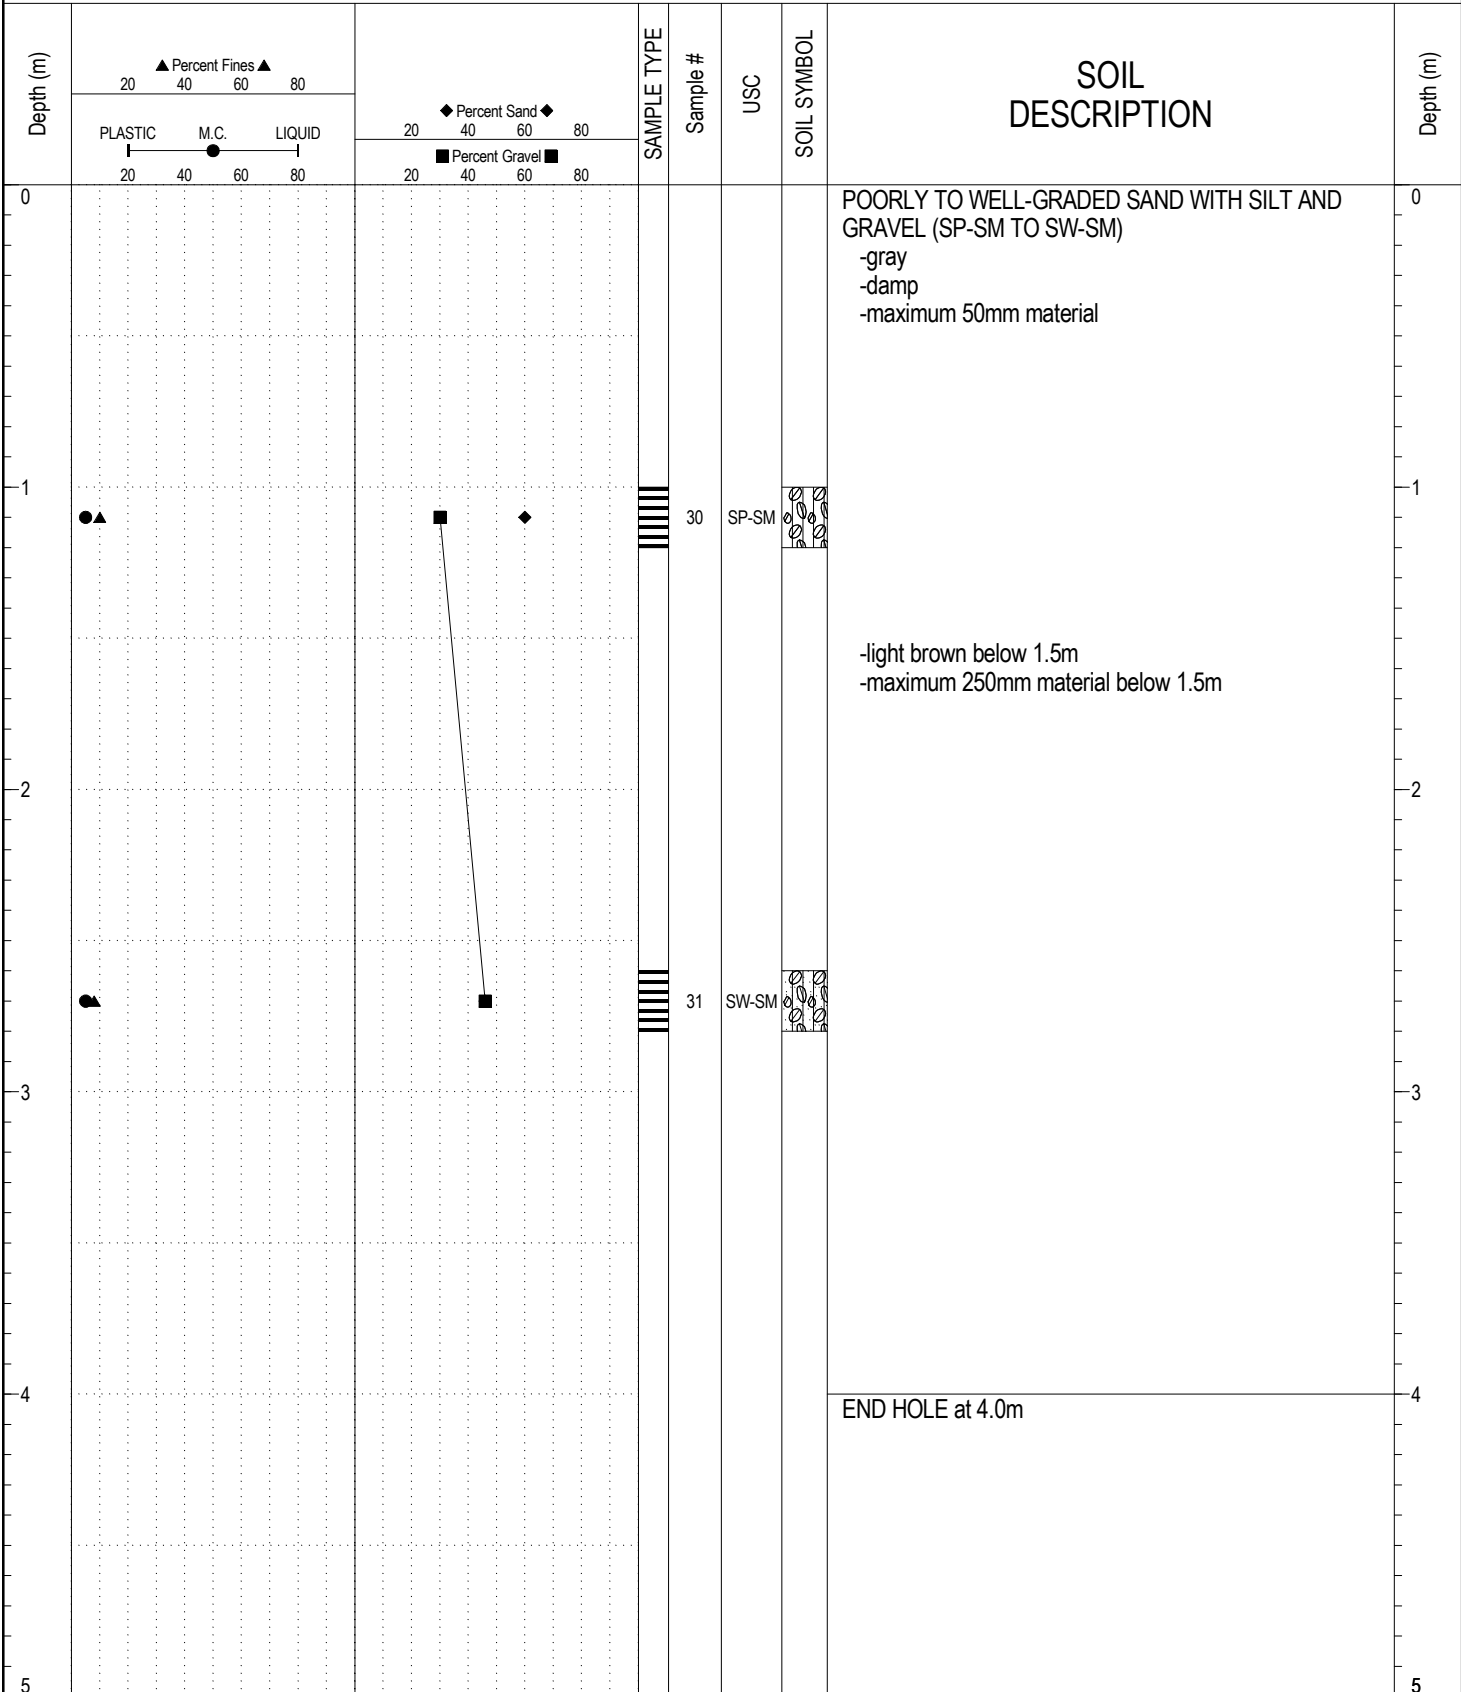 Depth (m)
▲ Percent Fines ▲
20 40 60 80
PLASTIC M.C. LIQUID
20 40 60 80
◆ Percent Sand ◆
20 40 60 80
■ Percent Gravel ■
20 40 60 80
SAMPLE TYPE
Sample #
USC
SOIL SYMBOL
SOIL
DESCRIPTION
Depth (m)
0
POORLY TO WELL-GRADED SAND WITH SILT AND
0
GRAVEL (SP-SM TO SW-SM)
-gray
-damp
-maximum 50mm material
1
1
30 SP-SM
-light brown below 1.5m
-maximum 250mm material below 1.5m
2
2
31 SW-SM
3
3
4
4
END HOLE at 4.0m
5
5